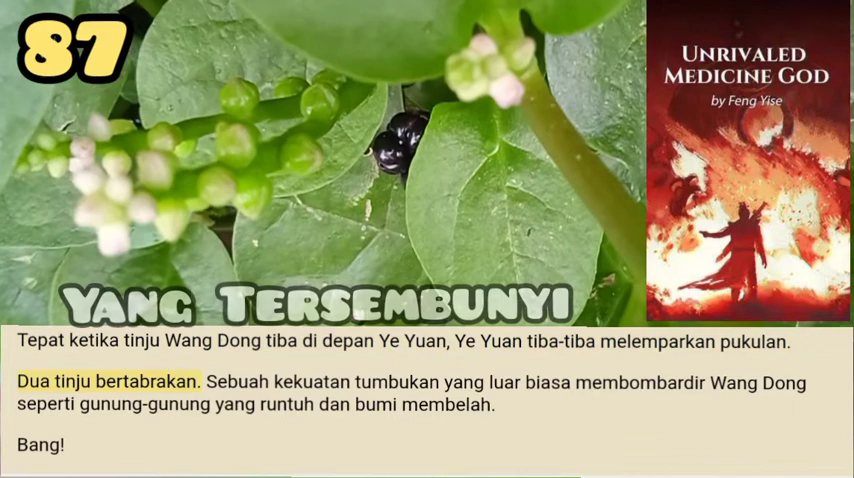 87
UNRIVALED
MEDICINE GOD
by Feng Yise
YANG TERSEMBUNYI
Tepat ketika tinju Wang Dong tiba di depan Ye Yuan, Ye Yuan tiba-tiba melemparkan pukulan.
Dua tinju bertabrakan. Sebuah kekuatan tumbukan yang luar biasa membombardir Wang Dong
seperti gunung-gunung yang runtuh dan bumi membelah.
Bang!